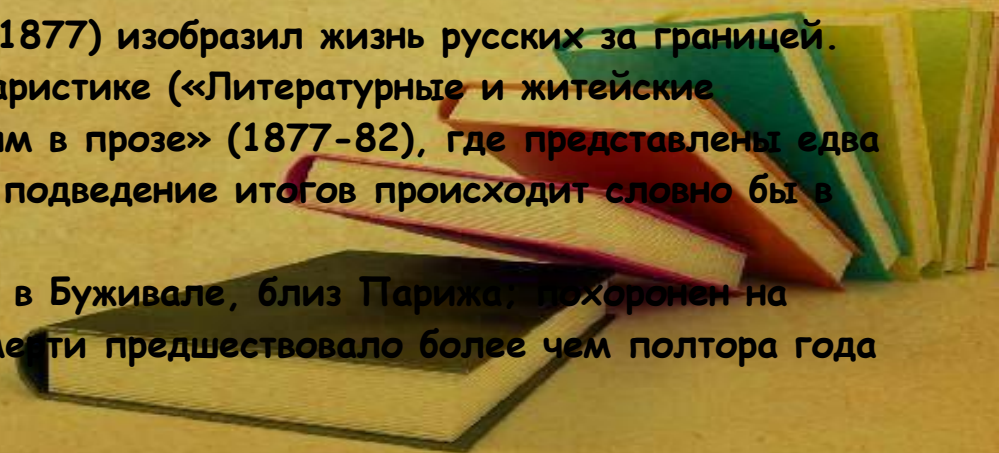 1877) изобразил жизнь русских за границей.
аристике («Литературные и житейские
м в прозе» (1877-82), где представлены едва
подведение итогов происходит словно бы в
в Буживале, близ Парижа; похоронен на
мерти предшествовало более чем полтора года